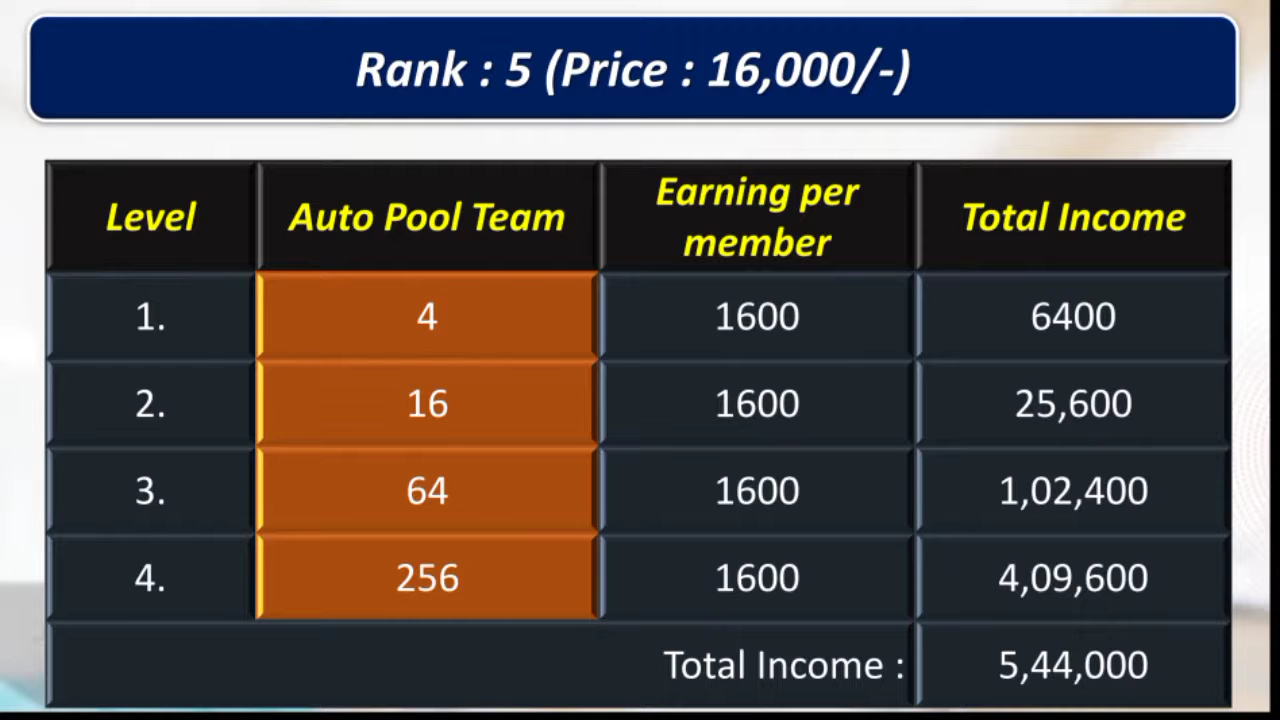 Rank : 5 (Price : 16,000/-)
Level Auto Pool Team Earning per member Total Income
1. 4 1600 6400
2. 16 1600 25,600
3. 64 1600 1,02,400
4. 256 1600 4,09,600
Total Income : 5,44,000